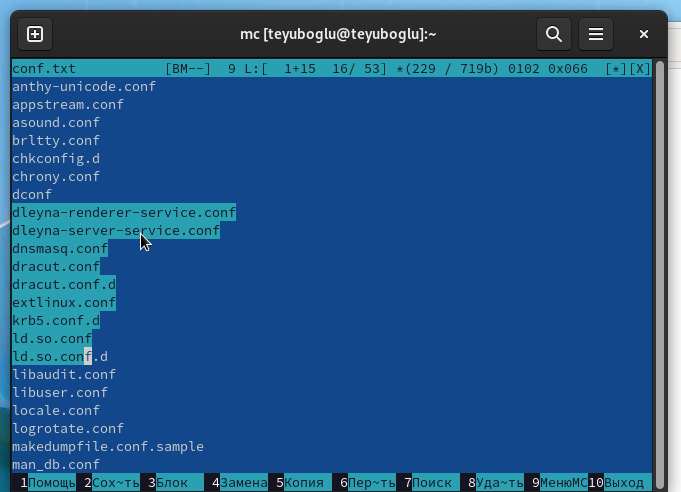 mc [teyuboglu@teyuboglu]:~
conf.txt [BM--] 9 L:[ 1+15 16/ 53] *(229 / 719b) 0102 0x066 [*][X]
anthy-unicode.conf
appstream.conf
asound.conf
brltty.conf
chkconfig.d
chrony.conf
dconf
dleyna-renderer-service.conf
dleyna-server-service.conf
dnsmasq.conf
dracut.conf
dracut.conf.d
extlinux.conf
krb5.conf.d
ld.so.conf
ld.so.conf.d
libaudit.conf
libuser.conf
locale.conf
logrotate.conf
makedumpfile.conf.sample
man_db.conf
1Помощь 2Сох~ть 3Блок 4Замена 5Копия 6Пер~ть 7Поиск 8Уда~ть 9МенюMC 10Выход